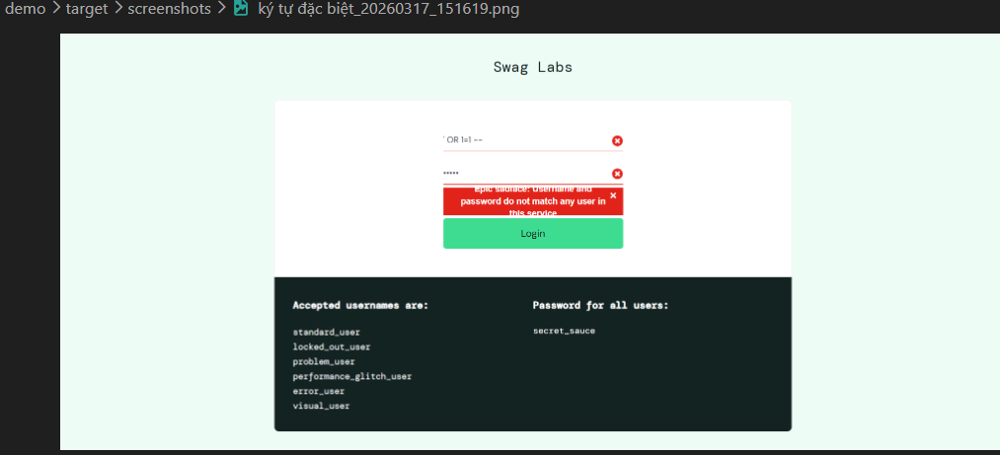 demo > target > screenshots > ký tự đặc biệt_20260317_151619.png
Swag Labs
' OR 1=1 --
•••••
Epic sadface: Username and
password do not match any user in
this service
Login
Accepted usernames are:
standard_user
locked_out_user
problem_user
performance_glitch_user
error_user
visual_user
Password for all users:
secret_sauce